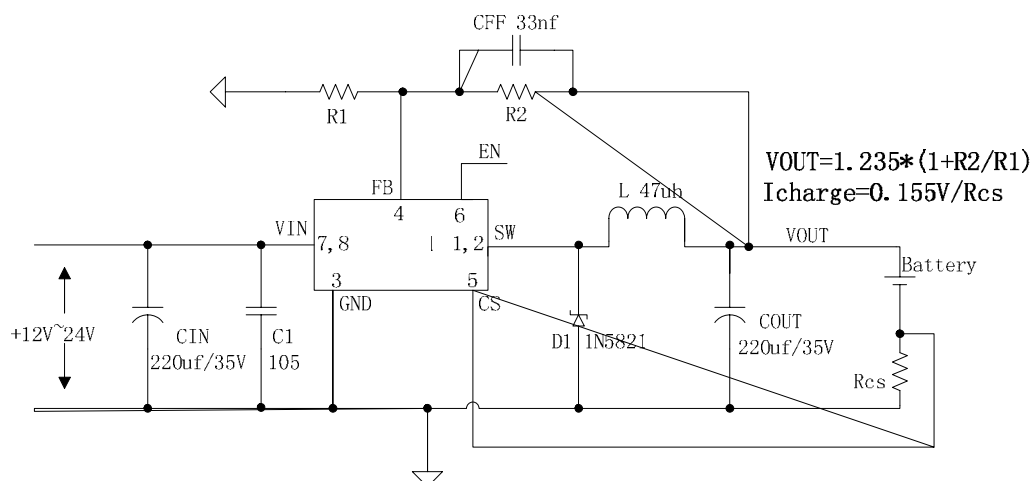 CFF 33nf
R1
R2
EN
VOUT=1.235*(1+R2/R1)
Icharge=0.155V/Rcs
FB
4
6
L 47uh
VIN
7,8
1,2
SW
VOUT
3
5
GND
CS
Battery
+12V~24V
CIN
220uf/35V
C1
105
D1 1N5821
COUT
220uf/35V
Rcs